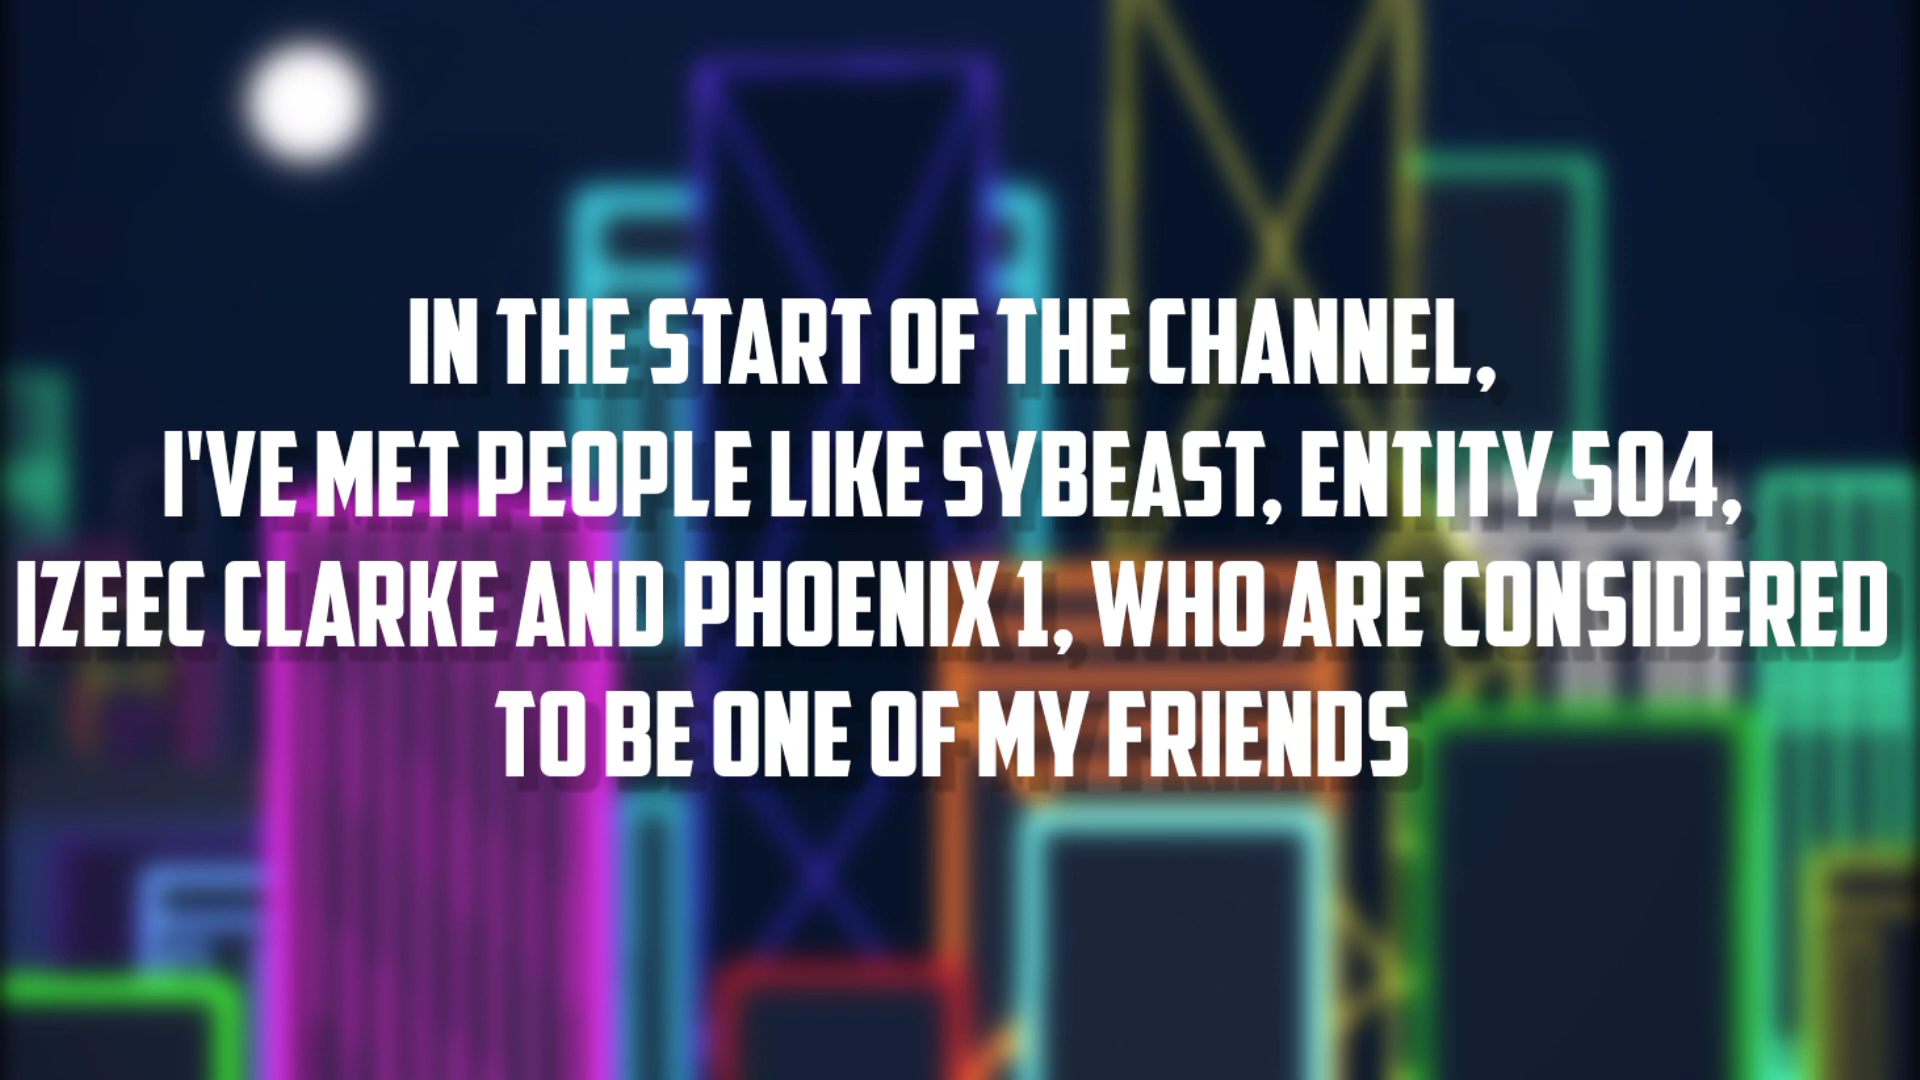 IN THE START OF THE CHANNEL,
I'VE MET PEOPLE LIKE SYBEAST, ENTITY 504,
IZEEC CLARKE AND PHOENIX 1, WHO ARE CONSIDERED
TO BE ONE OF MY FRIENDS